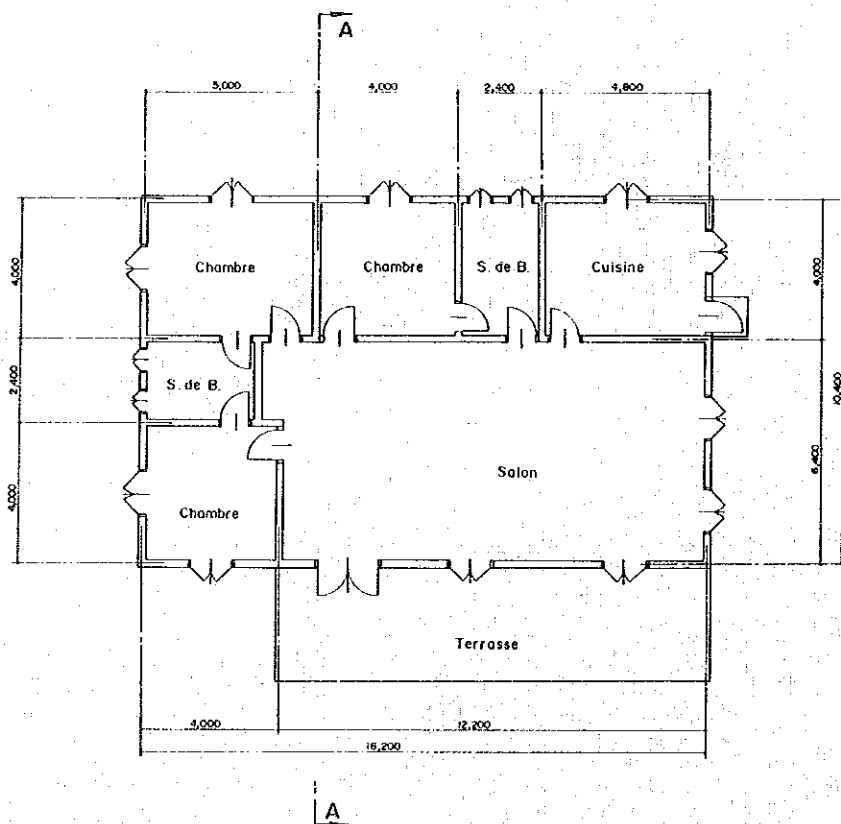 A
5,000 4,000 2,400 4,800
4,000
Chambre Chambre S. de B. Cuisine
4,000
2,400
S. de B.
10,400
6,400
Salon
4,000
Chambre
Terrasse
4,000 12,200
16,200
A